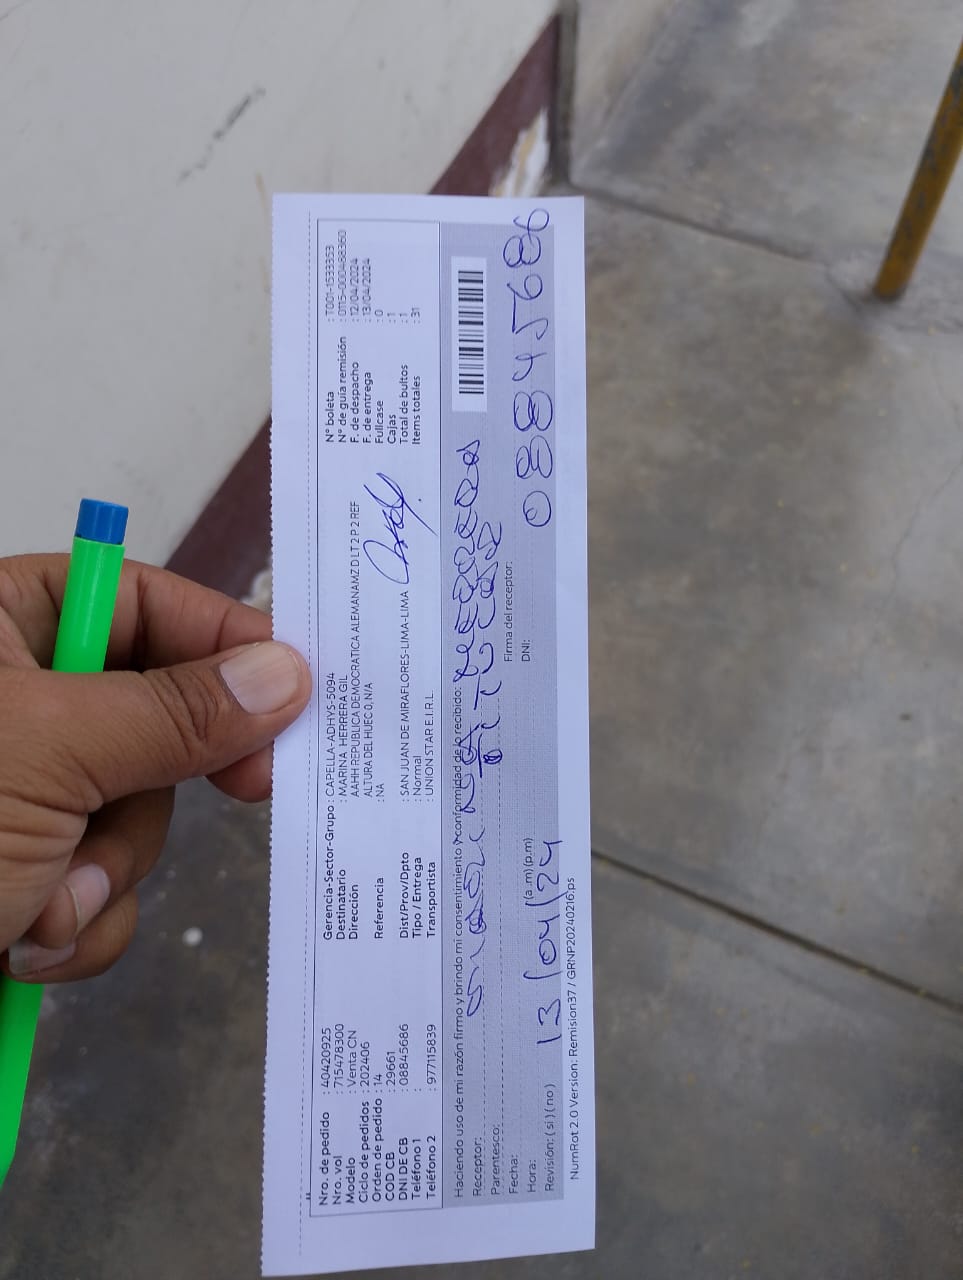 Nro. de pedido : 40420925
Nro. vol : 715478300
Modelo : Venta CN
Ciclo de pedidos : 202406
Orden de pedido : 14
COD CB : 29661
DNI DE CB : 08845686
Teléfono 1 :
Teléfono 2 : 977115839
Gerencia-Sector-Grupo : CAPELLA-ADHYS-5094
Destinatario : MARINA HERRERA GIL
Dirección AAHH REPUBLICA DEMOCRATICA ALEMANAMZ D LT 2 P 2 REF
ALTURA DEL HUECO, N/A
Referencia : NA
Dist/Prov/Dpto : SAN JUAN DE MIRAFLORES-LIMA-LIMA
Tipo / Entrega : Normal
Transportista : UNION STAR E.I.R.L
N° boleta : T001-1533353
N° de guía remisión : 0115-0004688360
F. de despacho : 12/04/2024
F. de entrega : 13/04/2024
Fullcase : 0
Cajas : 1
Total de bultos : 1
Items totales : 31
Haciendo uso de mi razón firmo y brindo mi consentimiento y conformidad de lo recibido:
Receptor:
Parentesco:
Fecha: 13/04/24
Hora: (a.m) (p.m)
Revisión: ( si ) ( no )
Firma del receptor:
DNI: 08845686
NumRot 2.0 Version: Remision37 / GRNP20240216.ps